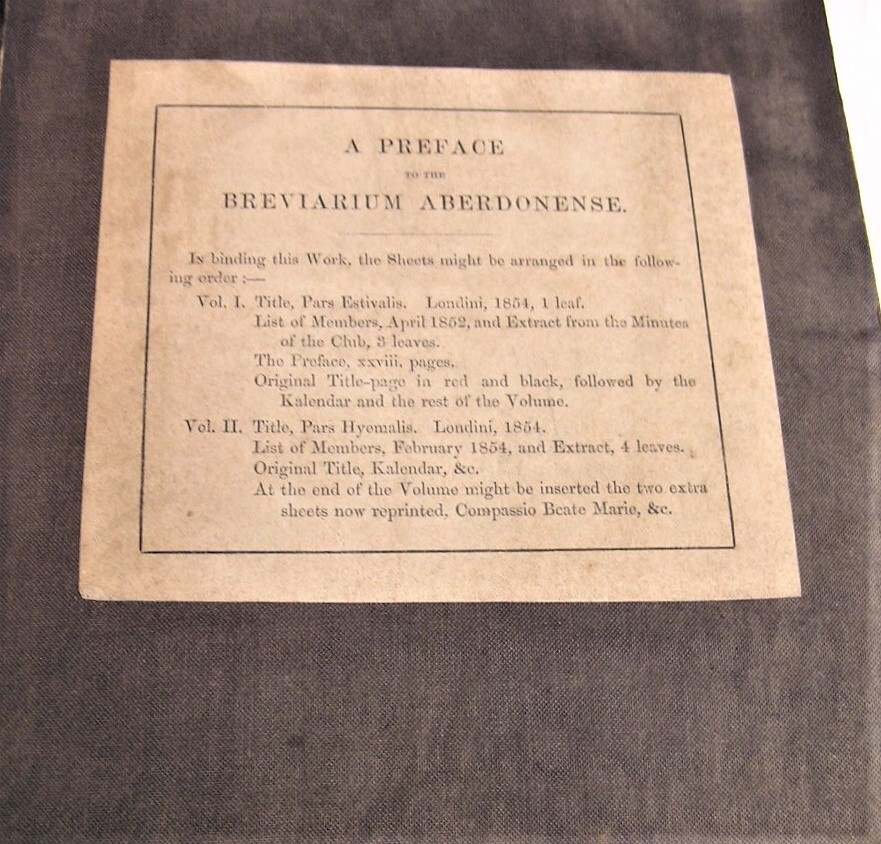 A PREFACE
TO THE
BREVIARIUM ABERDONENSE.
In binding this Work, the Sheets might be arranged in the follow-
ing order :—
Vol. I. Title, Pars Estivalis. Londini, 1854, 1 leaf.
List of Members, April 1852, and Extract from the Minutes
of the Club, 3 leaves.
The Preface, xxviii. pages.
Original Title-page in red and black, followed by the
Kalendar and the rest of the Volume.
Vol. II. Title, Pars Hyemalis. Londini, 1854.
List of Members, February 1854, and Extract, 4 leaves.
Original Title, Kalendar, &c.
At the end of the Volume might be inserted the two extra
sheets now reprinted, Compassio Beate Marie, &c.